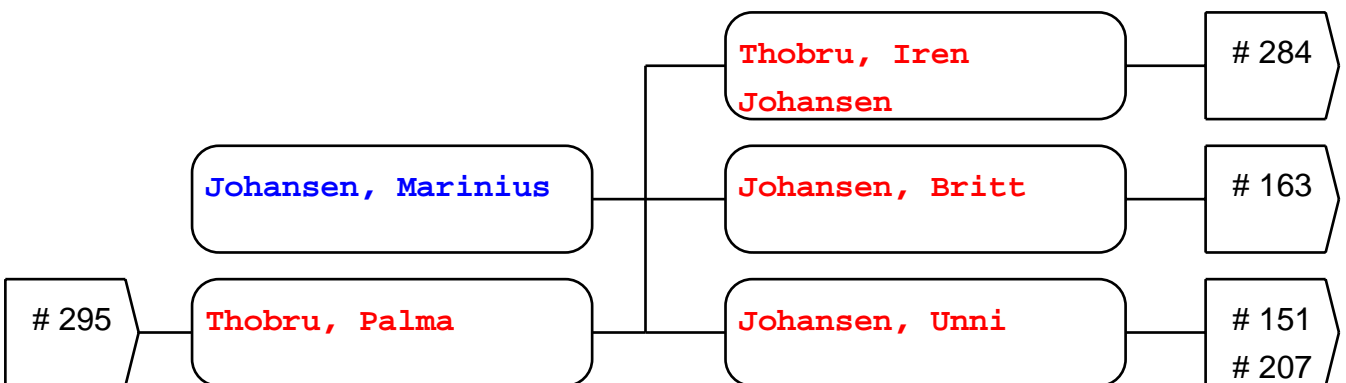 Thobru, Iren
Johansen
# 284
Johansen, Marinius
Johansen, Britt
# 163
# 295
Thobru, Palma
Johansen, Unni
# 151
# 207